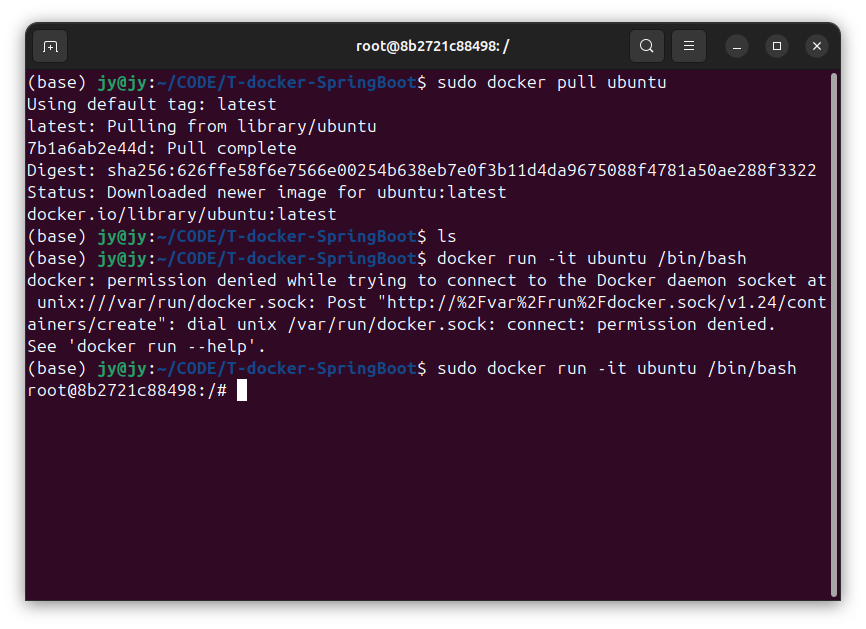 root@8b2721c88498: /
(base) jy@jy:~/CODE/T-docker-SpringBoot$ sudo docker pull ubuntu
Using default tag: latest
latest: Pulling from library/ubuntu
7b1a6ab2e44d: Pull complete
Digest: sha256:626ffe58f6e7566e00254b638eb7e0f3b11d4da9675088f4781a50ae288f3322
Status: Downloaded newer image for ubuntu:latest
docker.io/library/ubuntu:latest
(base) jy@jy:~/CODE/T-docker-SpringBoot$ ls
(base) jy@jy:~/CODE/T-docker-SpringBoot$ docker run -it ubuntu /bin/bash
docker: permission denied while trying to connect to the Docker daemon socket at
 unix:///var/run/docker.sock: Post "http://%2Fvar%2Frun%2Fdocker.sock/v1.24/cont
ainers/create": dial unix /var/run/docker.sock: connect: permission denied.
See 'docker run --help'.
(base) jy@jy:~/CODE/T-docker-SpringBoot$ sudo docker run -it ubuntu /bin/bash
root@8b2721c88498:/#